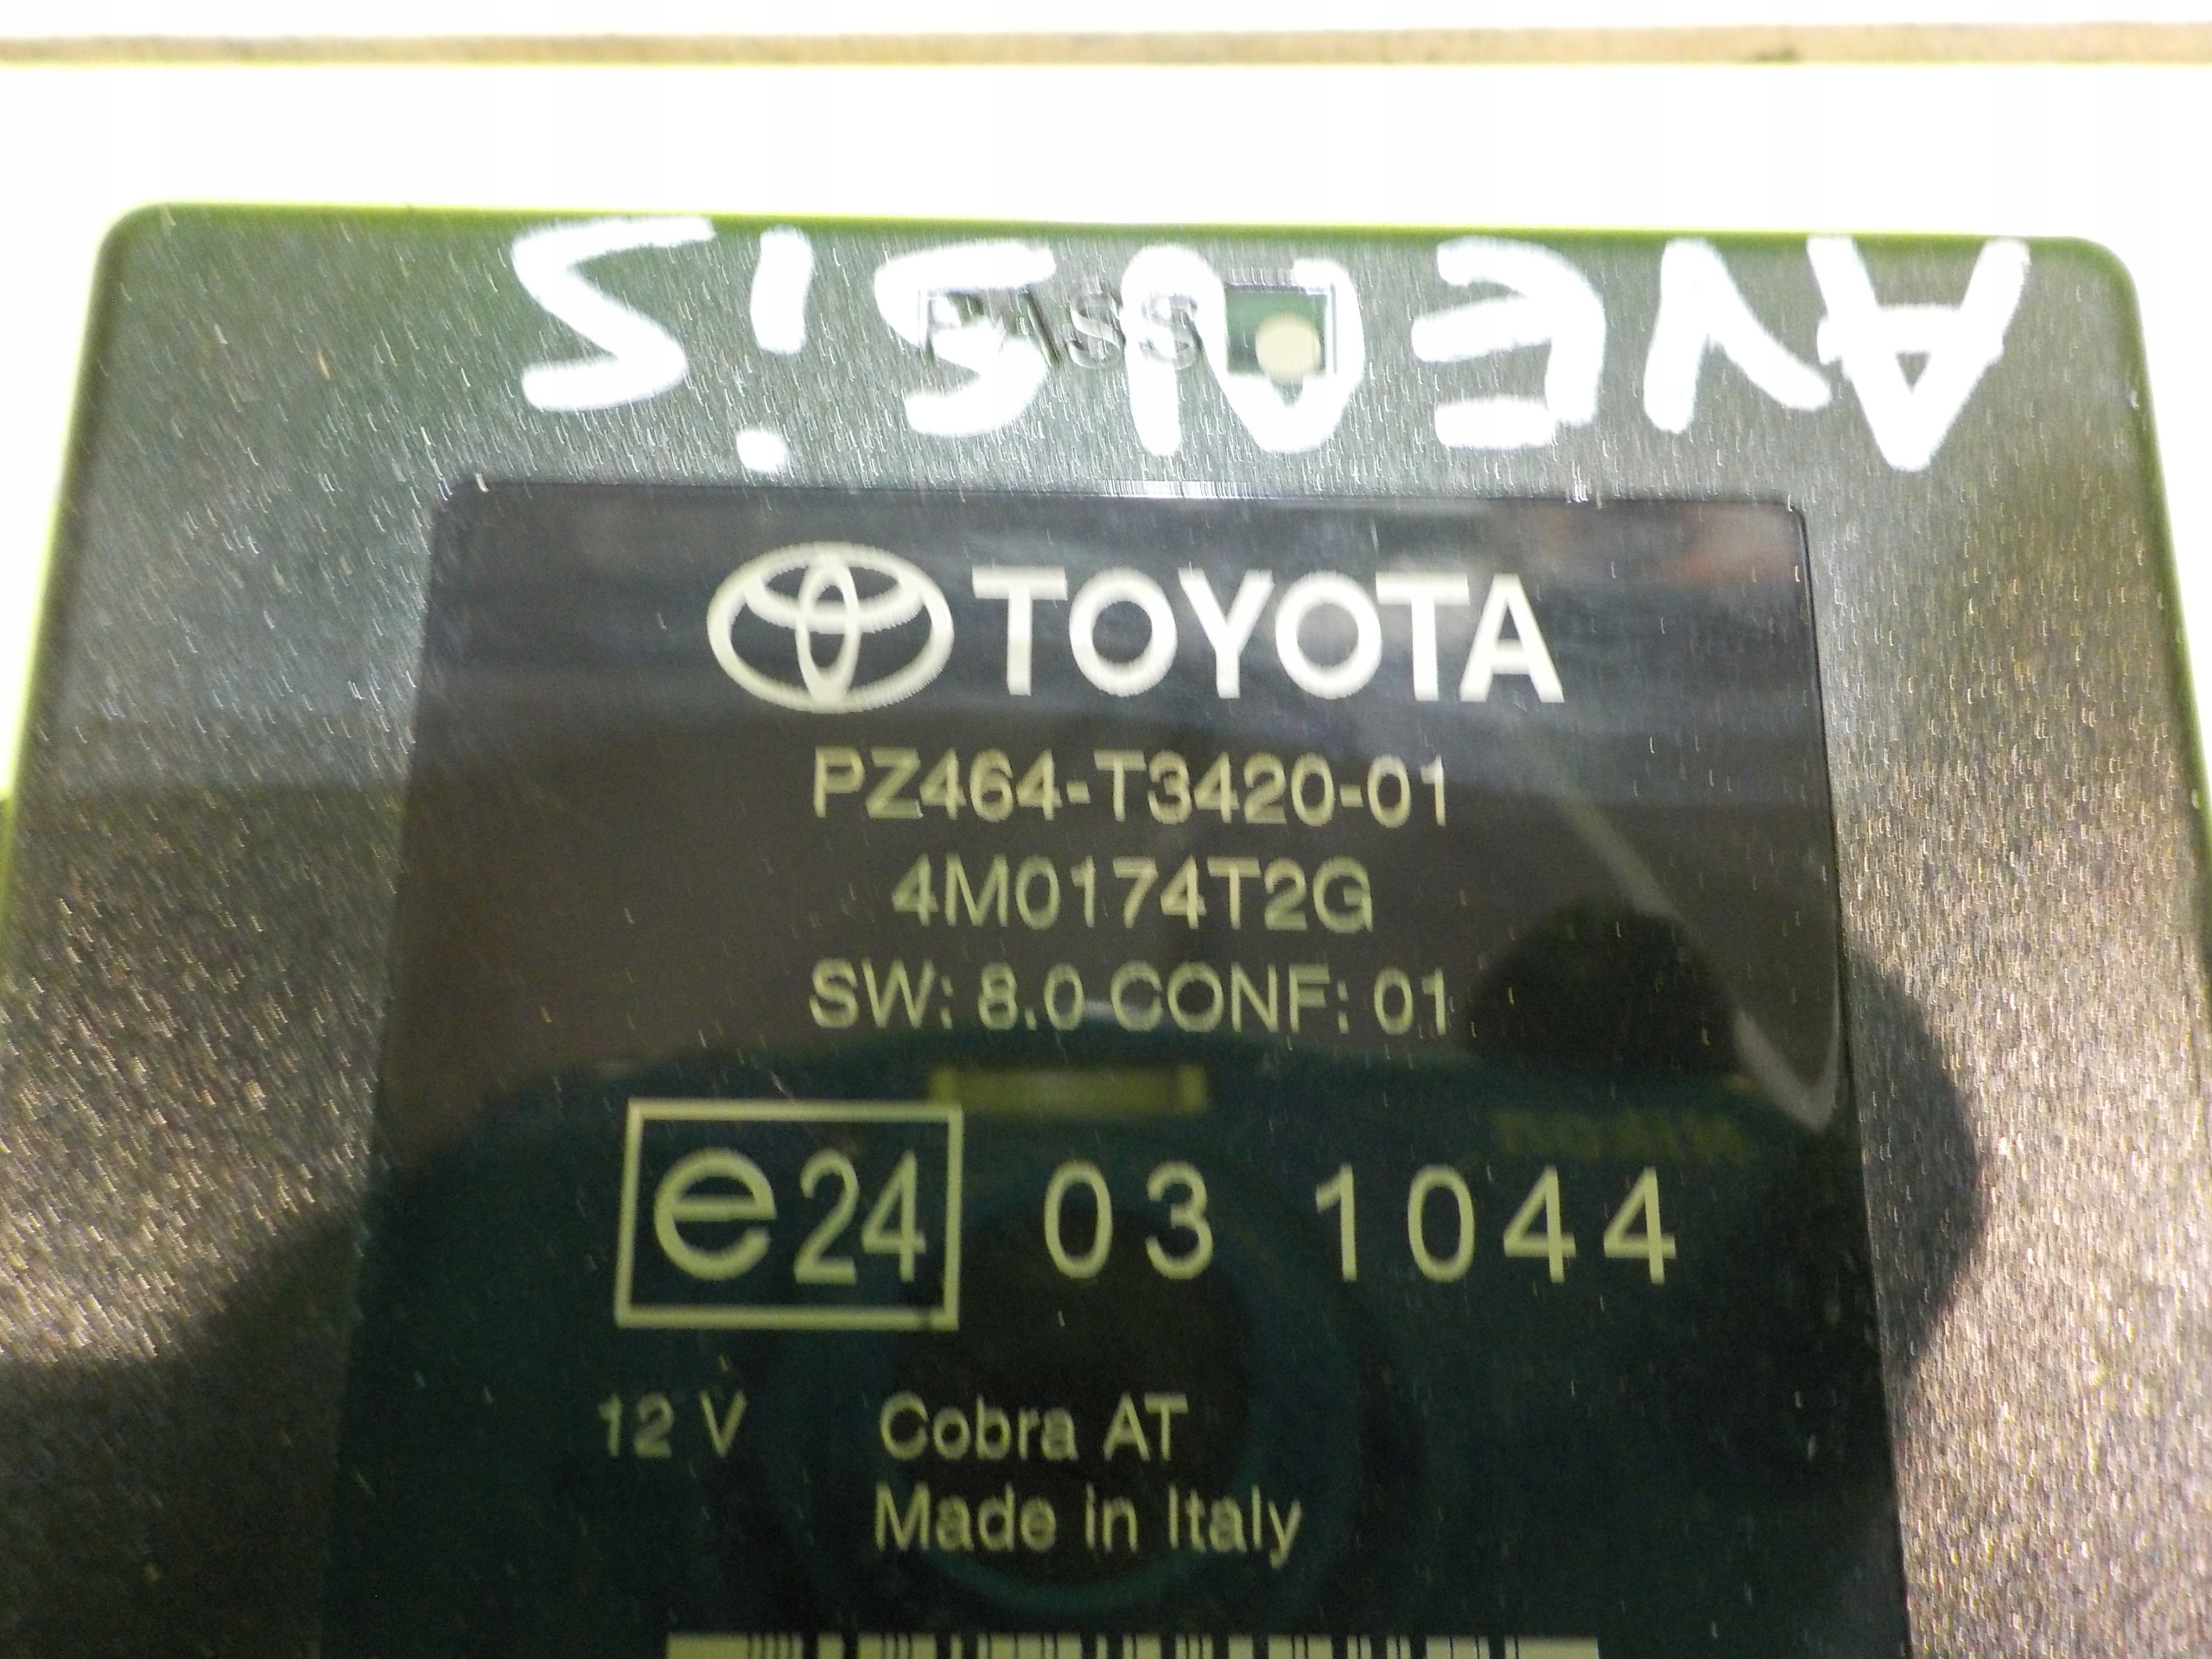 AVENSiS
PASS
TOYOTA
PZ464-T3420-01
4M0174T2G
SW: 8.0 CONF: 01
e24 03 1044
12 V Cobra AT
Made in Italy